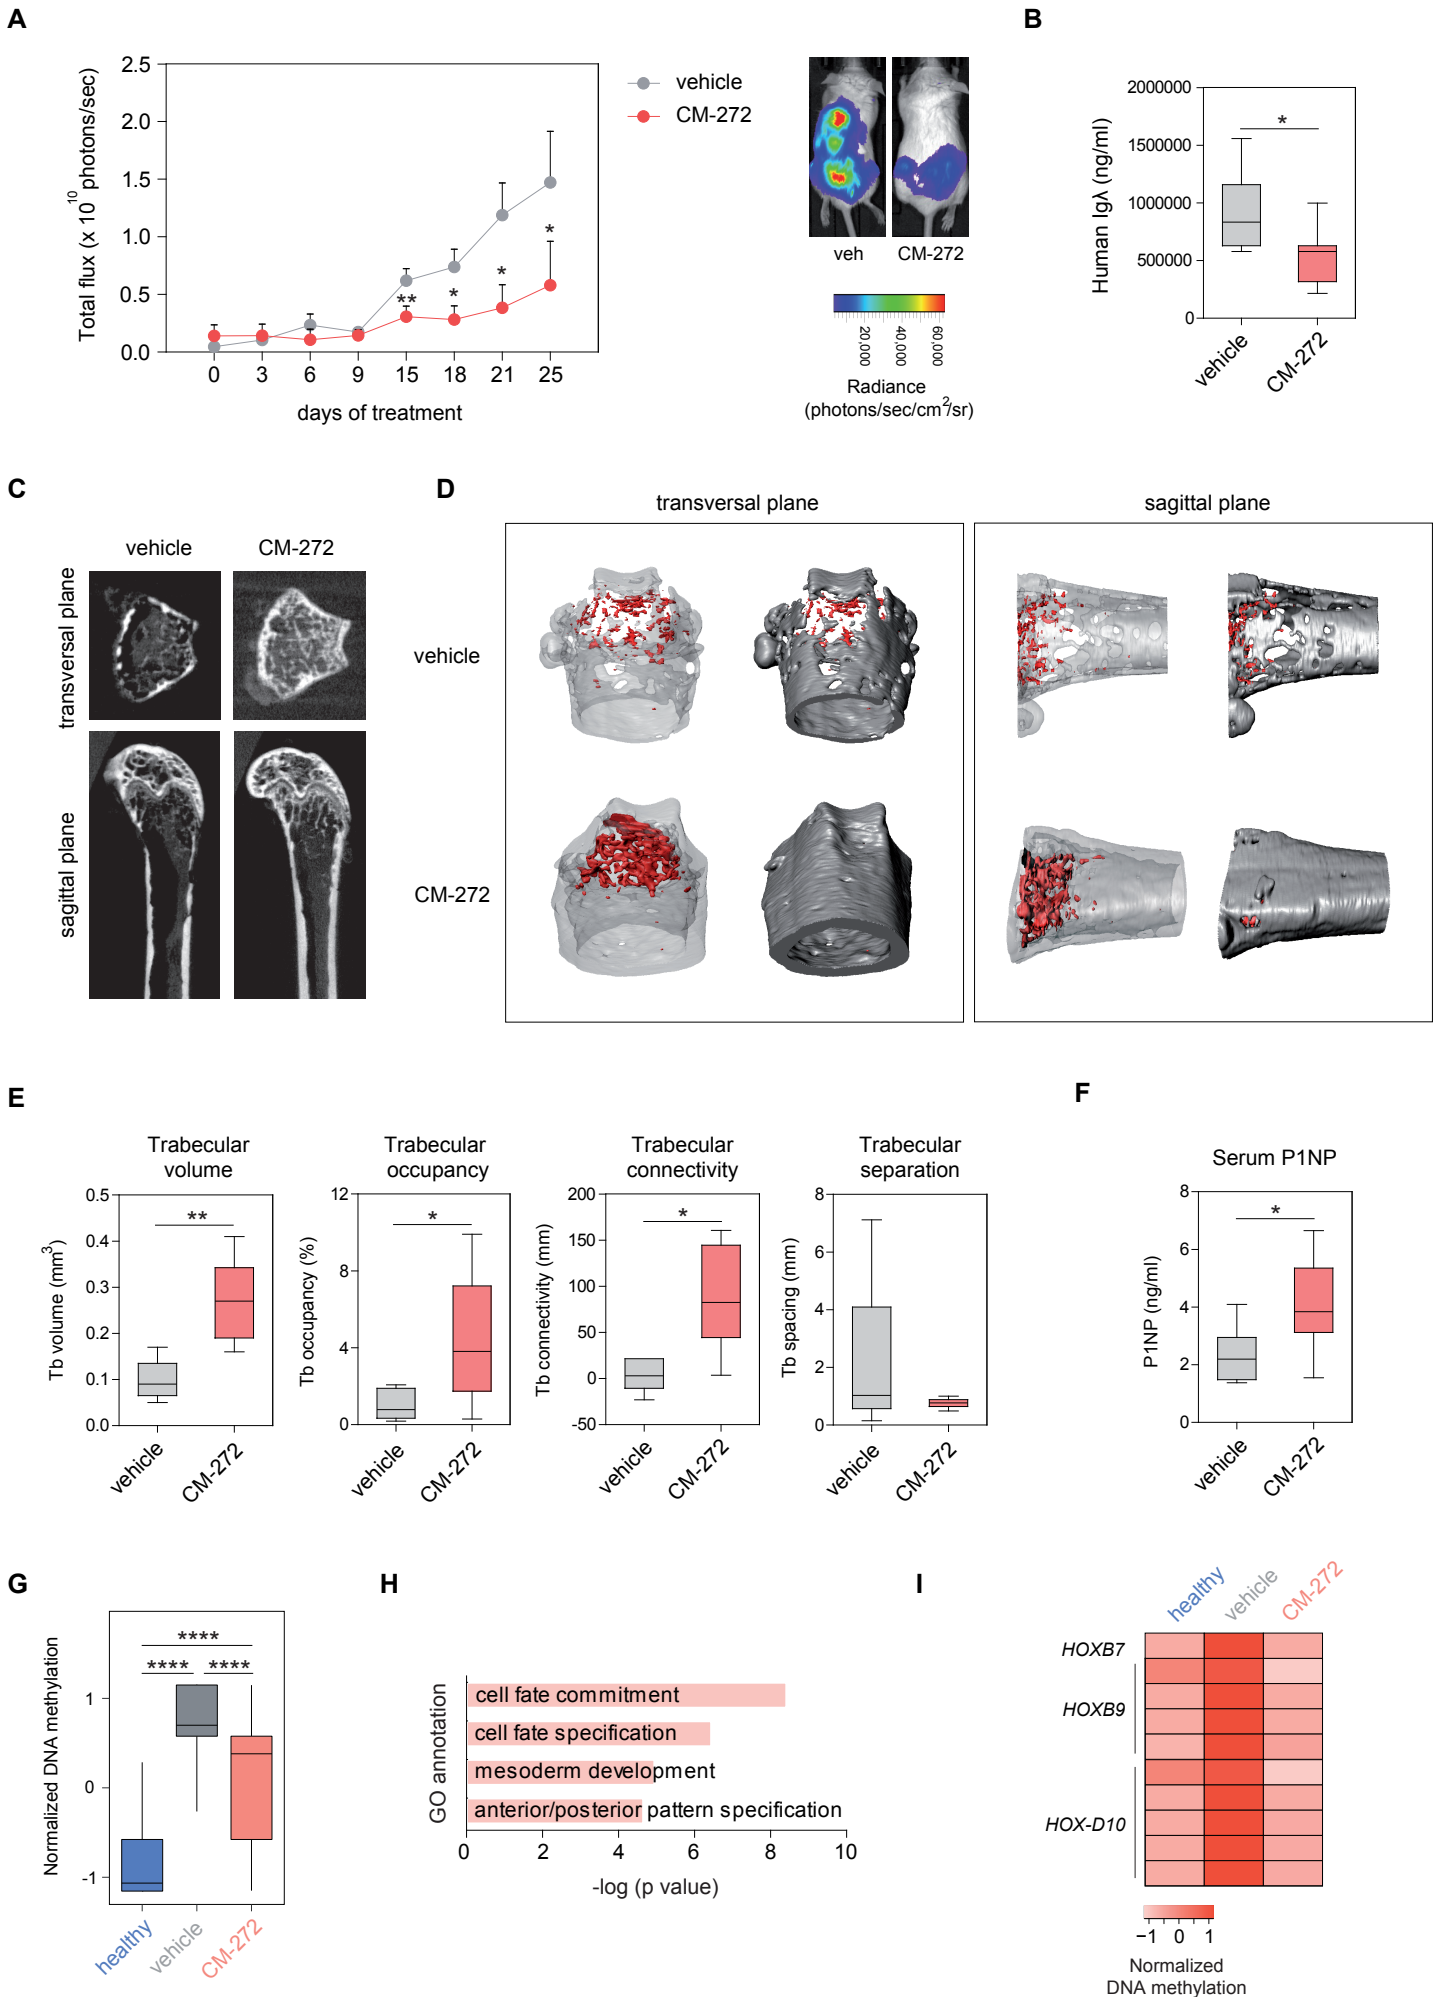 A
2.5
2.0
1.5
1.0
0.5
0.0
Total flux (x 10^10 photons/sec)
0 3 6 9 15 18 21 25
days of treatment
** * * *
vehicle
CM-272
veh CM-272
20,000 40,000 60,000
Radiance
(photons/sec/cm²/sr)
B
2000000
1500000
1000000
500000
0
Human Igλ (ng/ml)
*
vehicle CM-272
C
vehicle CM-272
transversal plane
sagittal plane
D
transversal plane sagittal plane
vehicle
CM-272
E
Trabecular
volume
Tb volume (mm³)
0.5
0.4
0.3
0.2
0.1
0.0
**
vehicle CM-272
Trabecular
occupancy
Tb occupancy (%)
12
8
4
0
*
vehicle CM-272
Trabecular
connectivity
Tb connectivity (mm)
200
150
100
50
0
-50
*
vehicle CM-272
Trabecular
separation
Tb spacing (mm)
8
6
4
2
0
vehicle CM-272
F
Serum P1NP
P1NP (ng/ml)
8
6
4
2
0
*
vehicle CM-272
G
Normalized DNA methylation
1
0
-1
****
**** ****
healthy vehicle CM-272
H
GO annotation
cell fate commitment
cell fate specification
mesoderm development
anterior/posterior pattern specification
0 2 4 6 8 10
-log (p value)
I
healthy vehicle CM-272
HOXB7
HOXB9
HOX-D10
−1 0 1
Normalized
DNA methylation